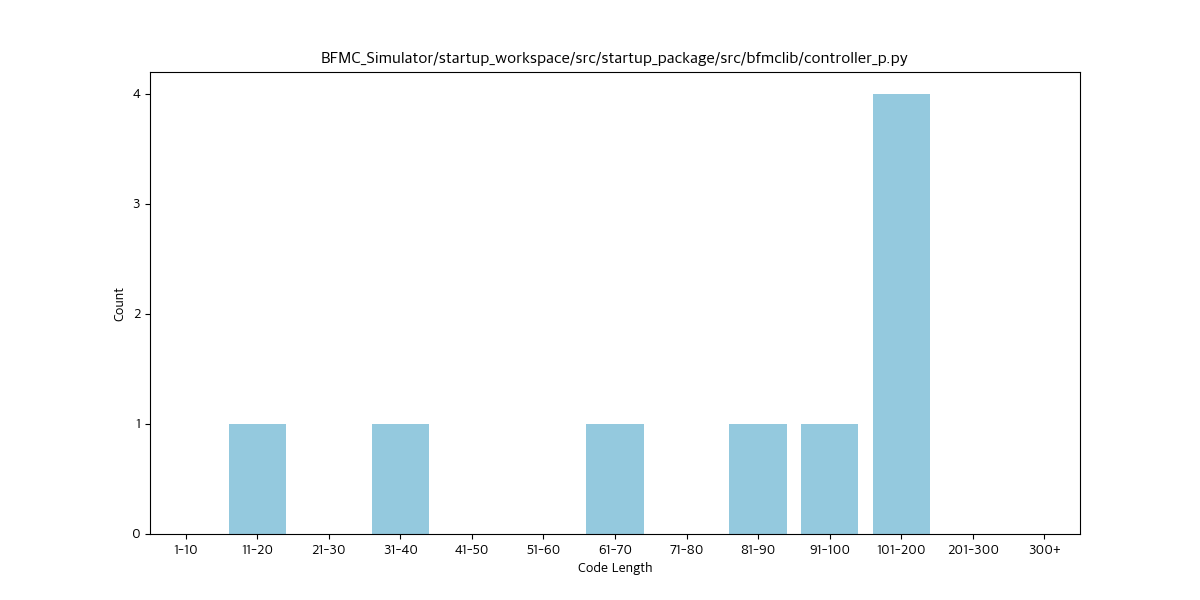 BFMC_Simulator/startup_workspace/src/startup_package/src/bfmclib/controller_p.py
4
3
2
1
0
Count
1-10 11-20 21-30 31-40 41-50 51-60 61-70 71-80 81-90 91-100 101-200 201-300 300+
Code Length